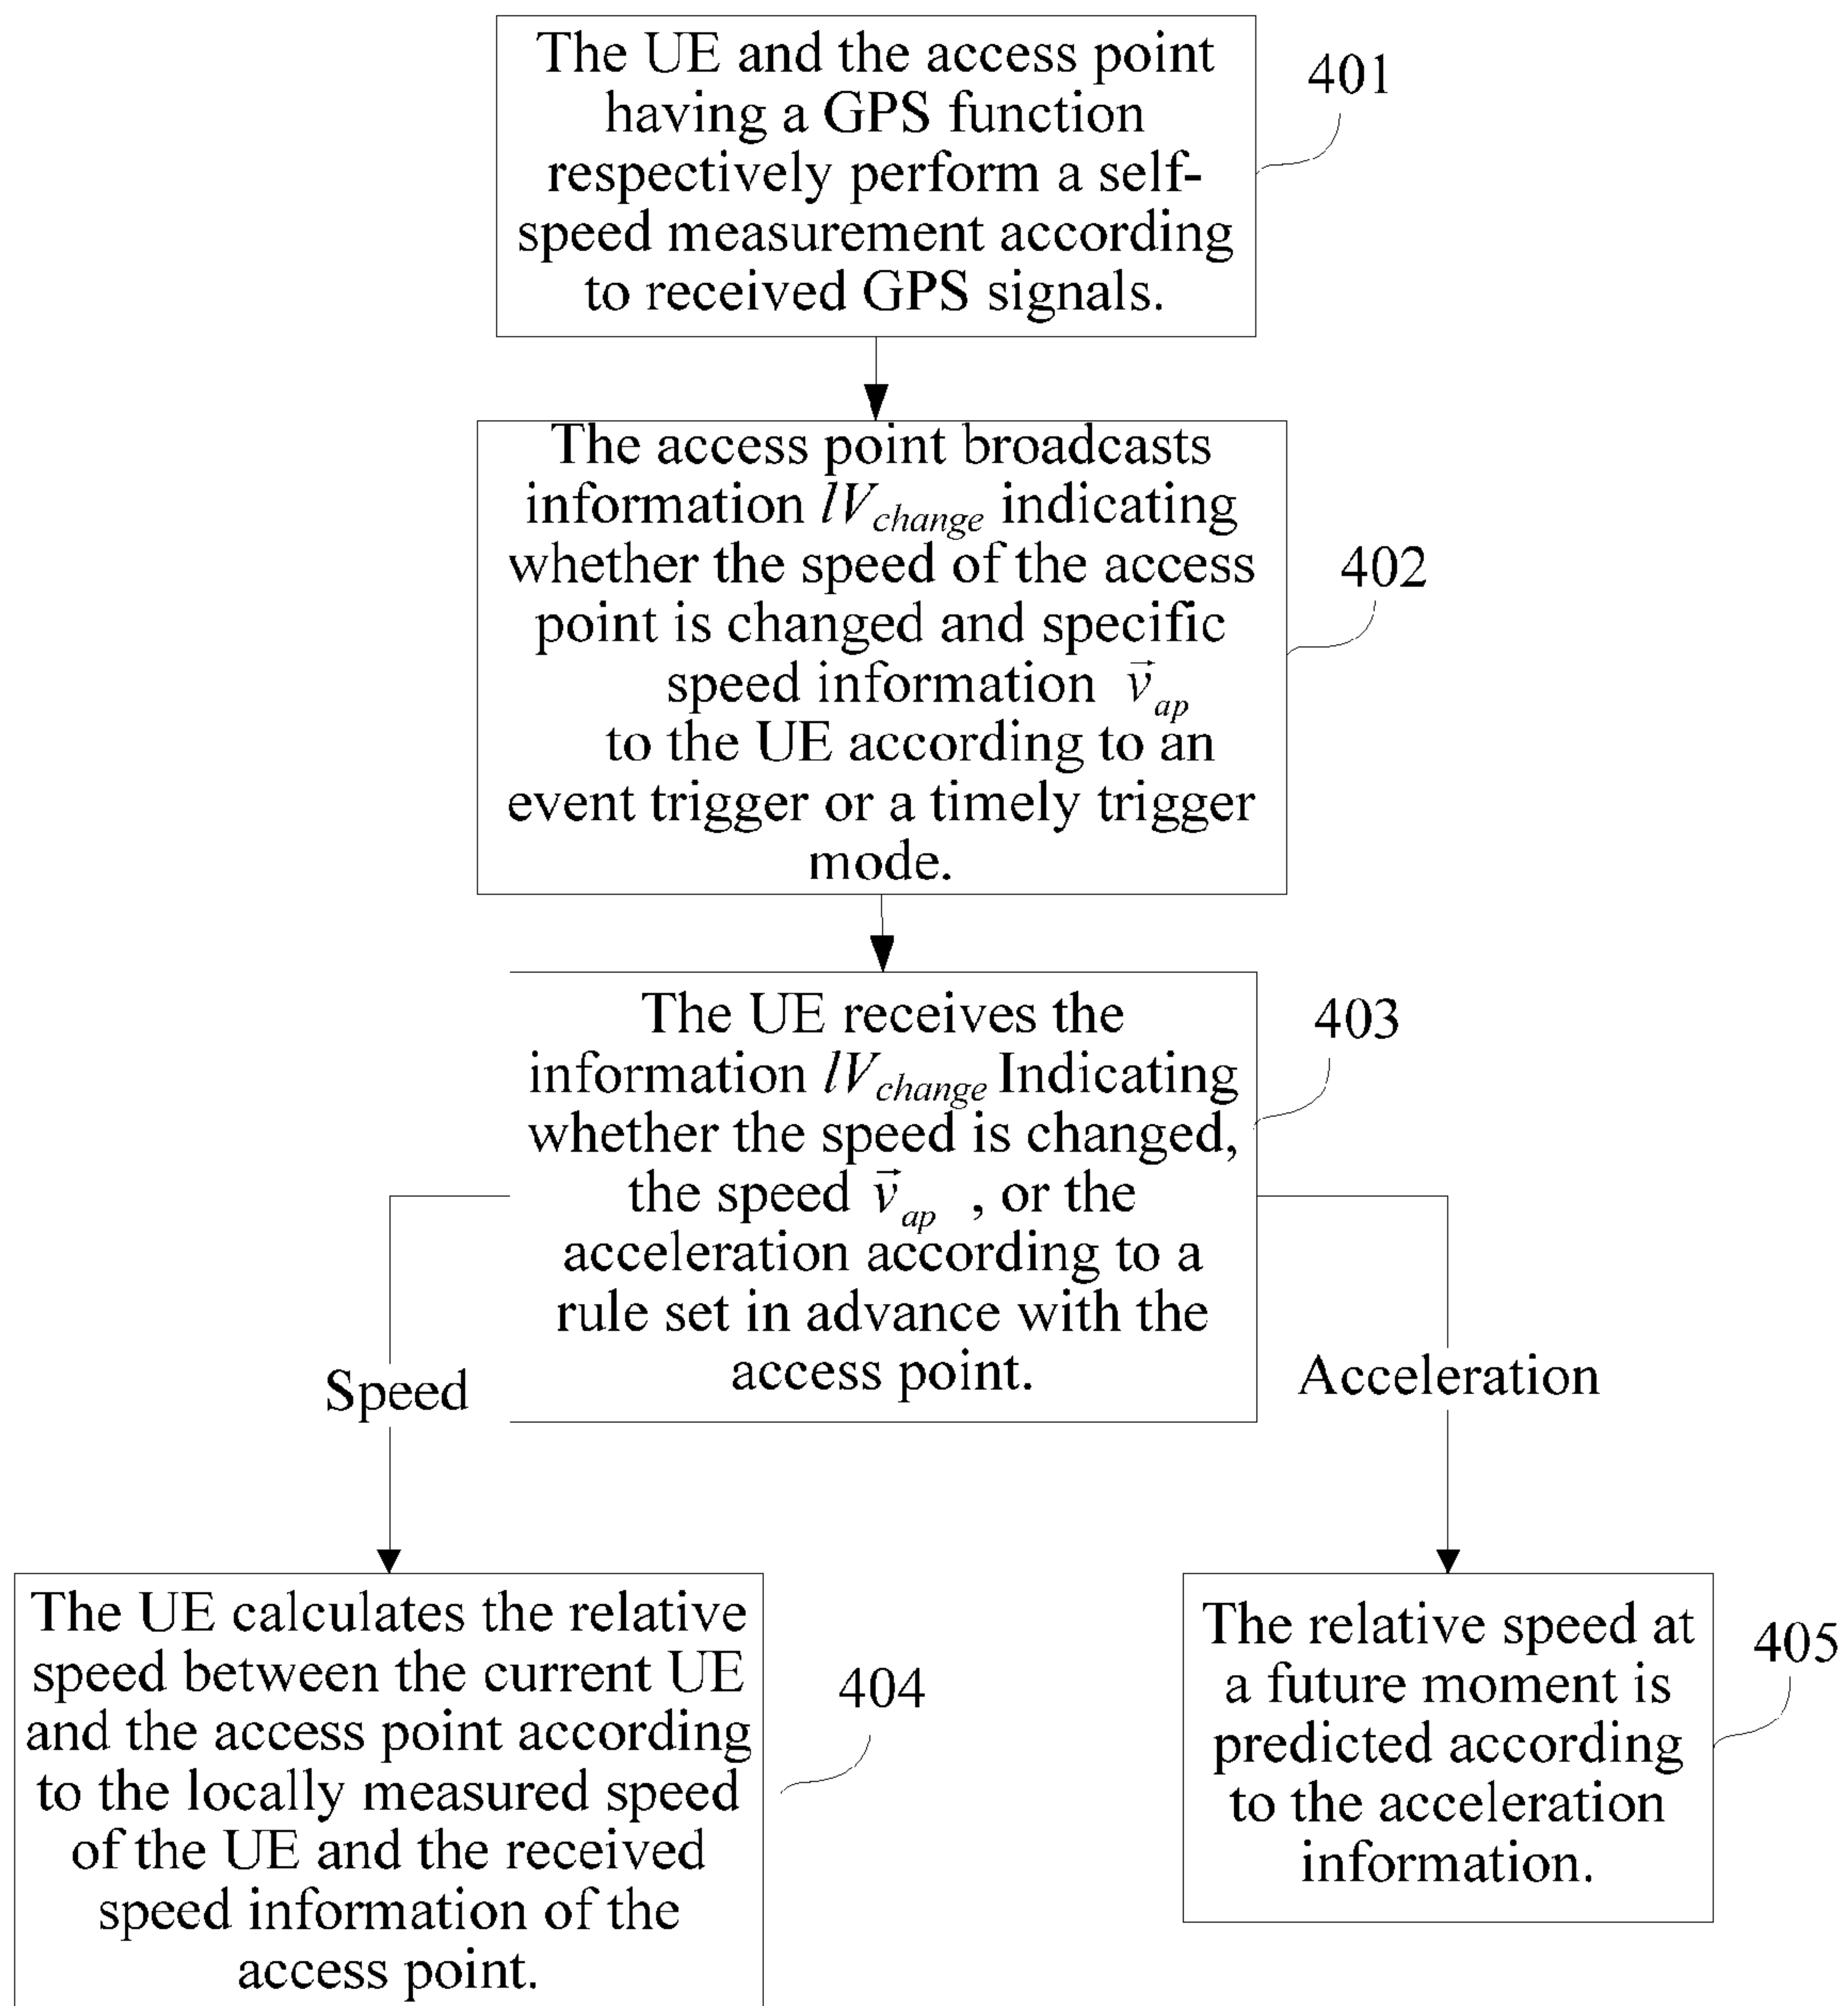 The UE and the access point
having a GPS function
respectively perform a self-
speed measurement according
to received GPS signals.
401
The access point broadcasts
information lV_change indicating
whether the speed of the access
point is changed and specific
speed information v⃗_ap
to the UE according to an
event trigger or a timely trigger
mode.
402
The UE receives the
information lV_change Indicating
whether the speed is changed,
the speed v⃗_ap , or the
acceleration according to a
rule set in advance with the
access point.
403
Speed
Acceleration
The UE calculates the relative
speed between the current UE
and the access point according
to the locally measured speed
of the UE and the received
speed information of the
access point.
404
The relative speed at
a future moment is
predicted according
to the acceleration
information.
405